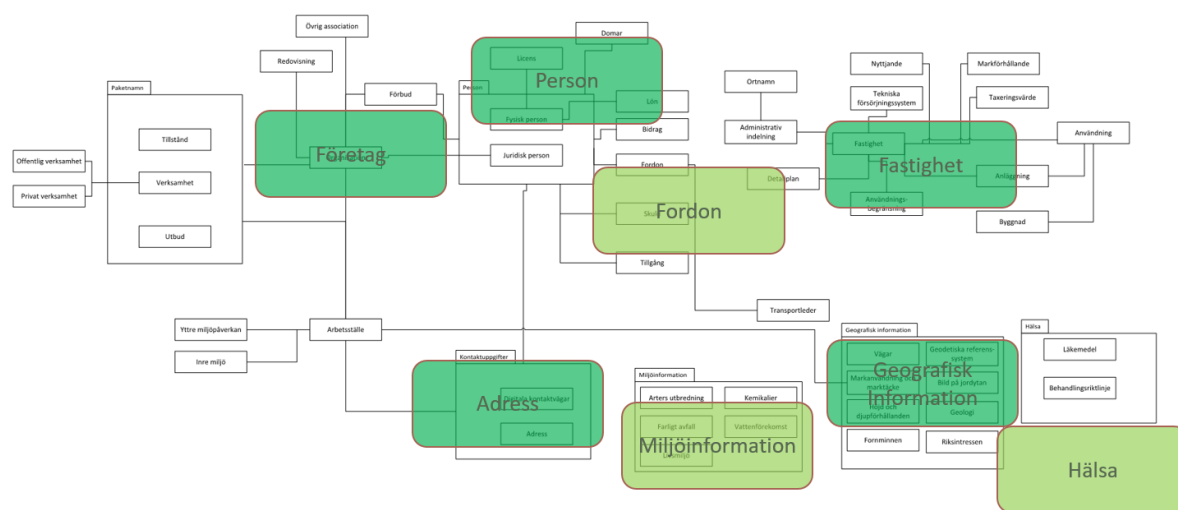 Övrig association
Redovisning
Paketnamn
Tillstånd
Verksamhet
Utbud
Offentlig verksamhet
Privat verksamhet
Förbud
Företag
Juridisk person
Person
Domar
Licens
Person
Fysisk person
Lön
Bidrag
Fordon
Fordon
Tillgång
Transportleder
Ortnamn
Administrativ
indelning
Nyttjande
Markförhållande
Tekniska
försörjningssystem
Taxeringsvärde
Användning
Fastighet
Fastighet
Anläggning
Användnings-
begränsning
Byggnad
Yttre miljöpåverkan
Arbetsställe
Inre miljö
Kontaktuppgifter
Digitala kontaktvägar
Adress
Adress
Miljöinformation
Arters utbredning
Kemikalier
Farligt avfall
Vattenförekomst
Miljöinformation
Geografisk information
Vägar
Geodetiska referens-
system
Geografisk
Information
Bild på jordytan
Höjd och
djupförhållanden
Geologi
Fornminnen
Riksintressen
Hälsa
Läkemedel
Behandlingsriktlinje
Hälsa